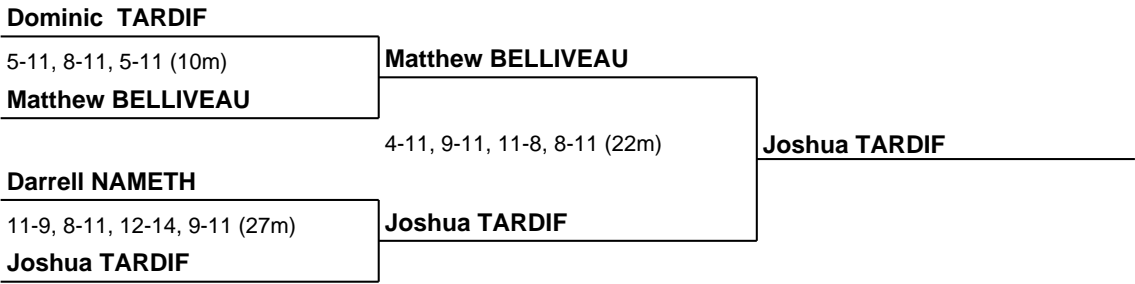 Dominic  TARDIF
5-11, 8-11, 5-11 (10m)
Matthew BELLIVEAU
Matthew BELLIVEAU
4-11, 9-11, 11-8, 8-11 (22m)
Joshua TARDIF
Darrell NAMETH
11-9, 8-11, 12-14, 9-11 (27m)
Joshua TARDIF
Joshua TARDIF